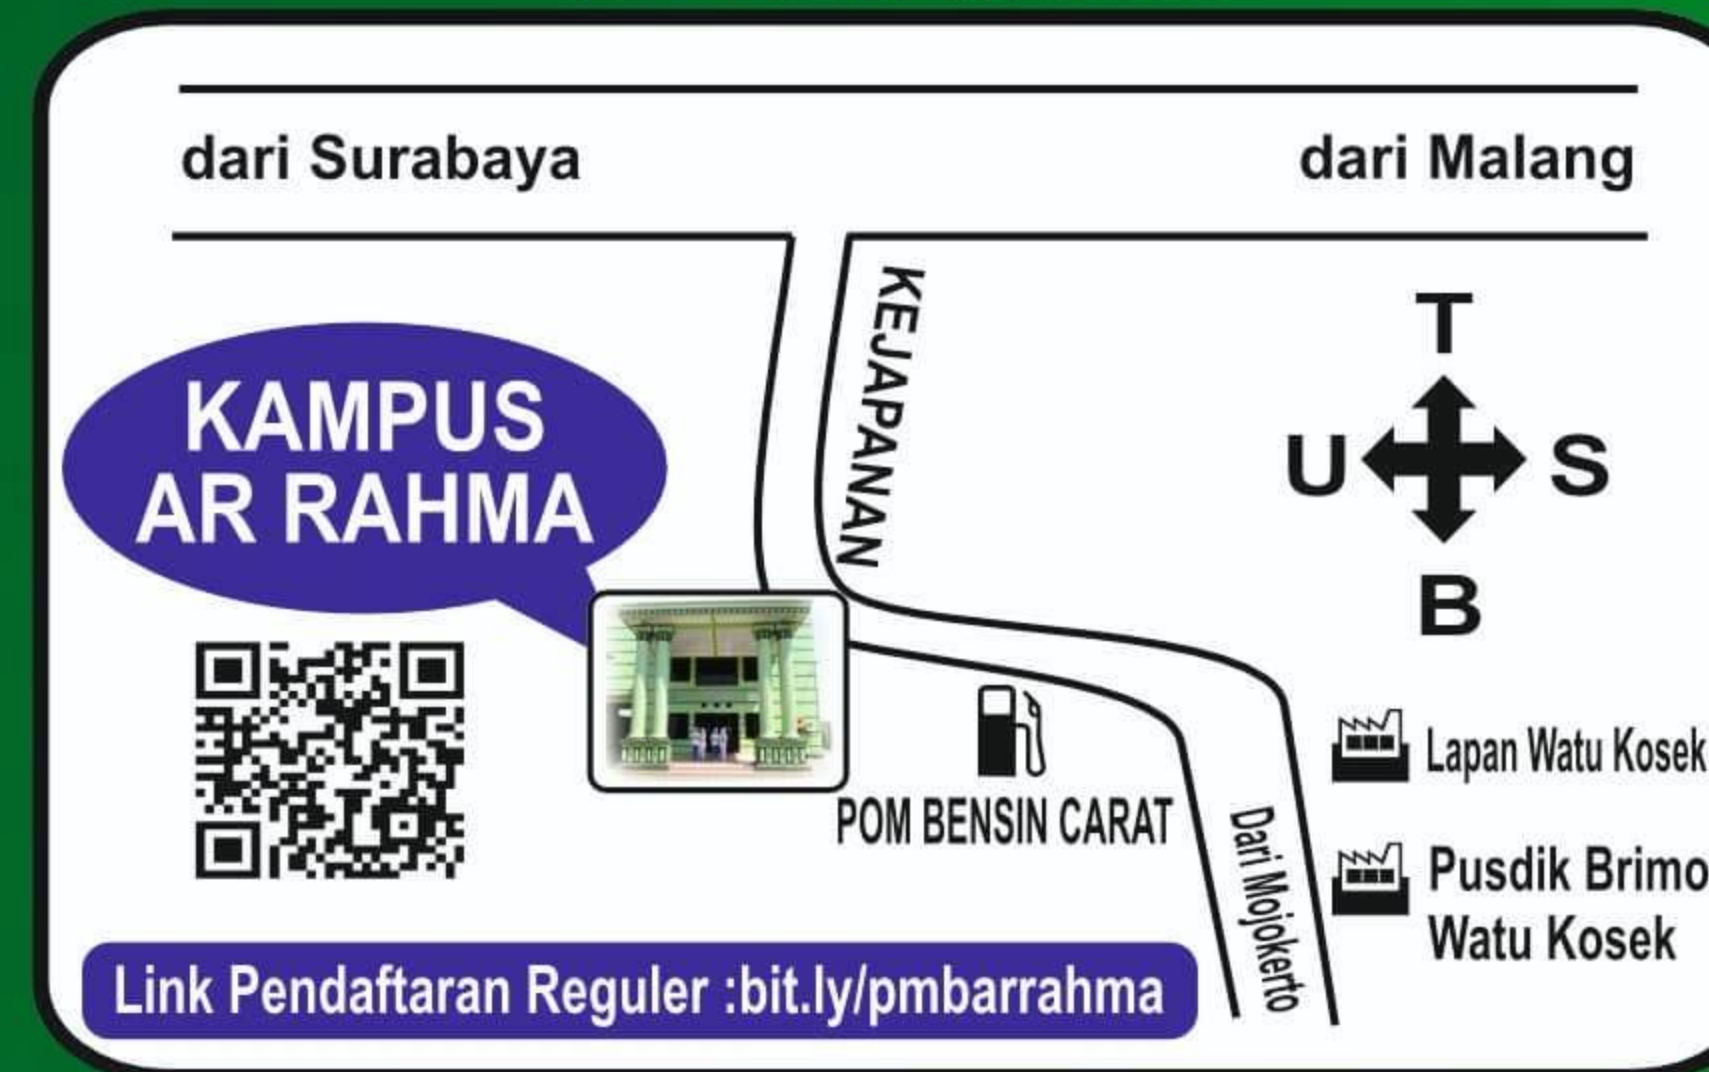 dari Surabaya
dari Malang
KEJAPANAN
T
U
S
B
KAMPUS
AR RAHMA
POM BENSIN CARAT
Lapan Watu Kosek
Dari Mojokerto
Pusdik Brimo
Watu Kosek
Link Pendaftaran Reguler :bit.ly/pmbarrahma